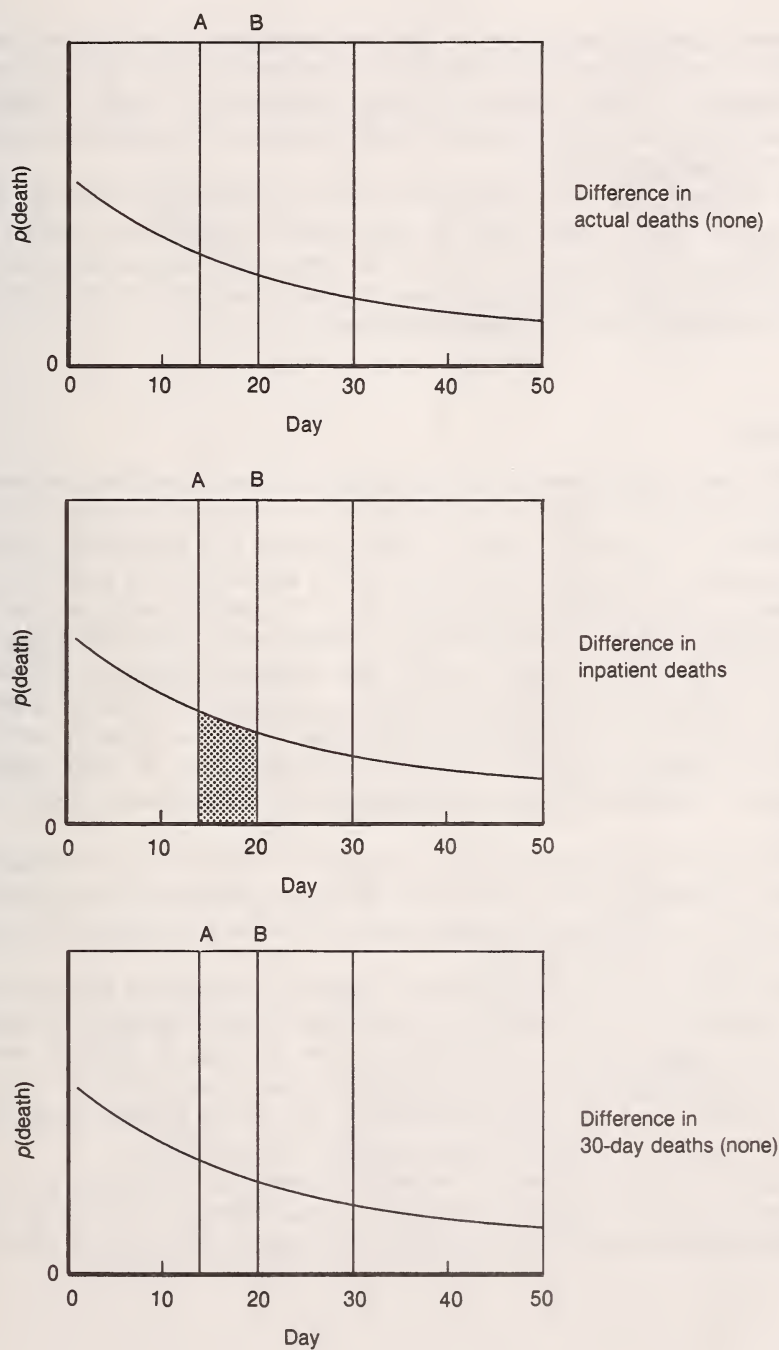 A B
p(death)
Difference in
actual deaths (none)
0
0 10 20 30 40 50
Day
A B
p(death)
Difference in
inpatient deaths
0
0 10 20 30 40 50
Day
A B
p(death)
Difference in
30-day deaths (none)
0
0 10 20 30 40 50
Day